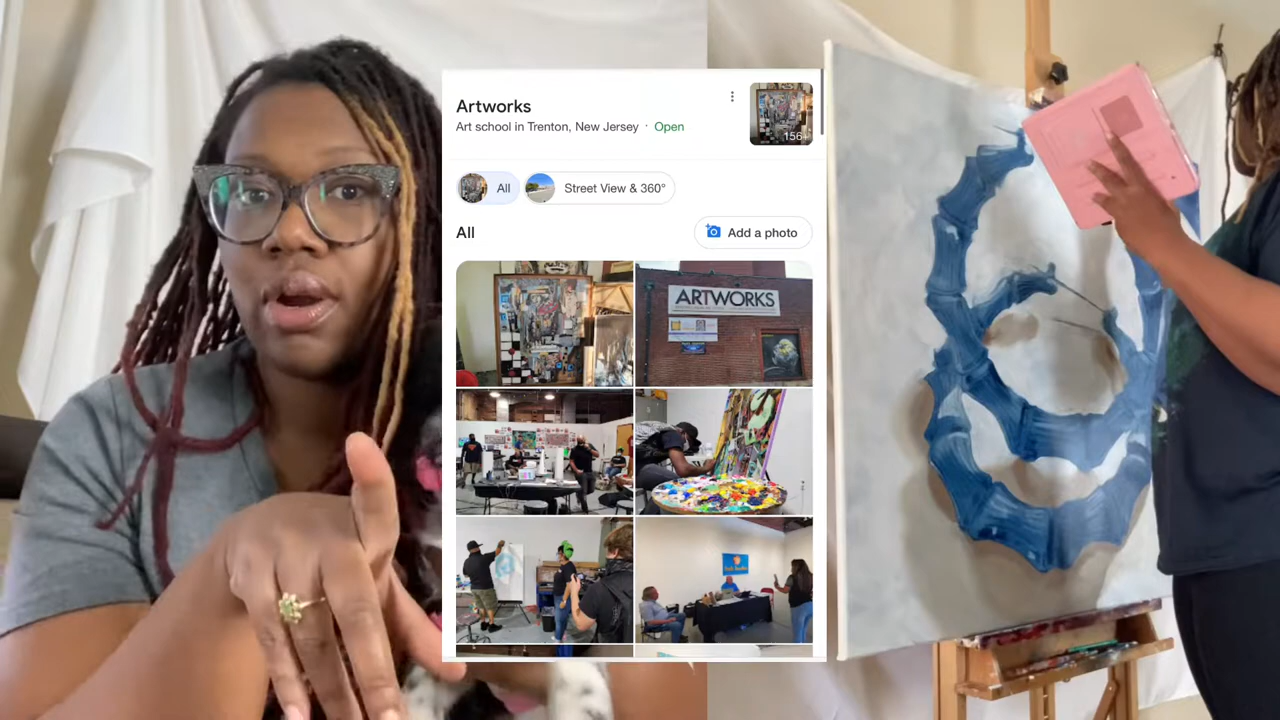 Artworks
Art school in Trenton, New Jersey · Open
156+
All
Street View & 360°
All
Add a photo
ARTWORKS